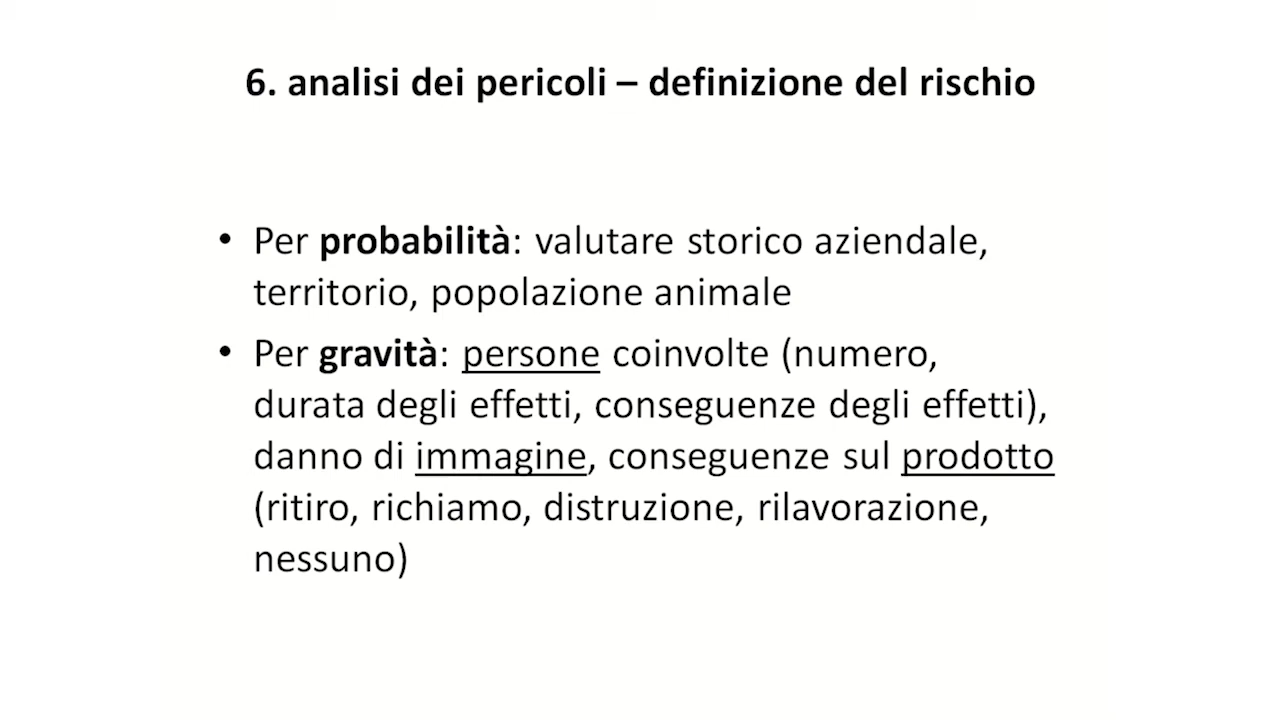 6. analisi dei pericoli – definizione del rischio
• Per probabilità: valutare storico aziendale,
territorio, popolazione animale
• Per gravità: persone coinvolte (numero,
durata degli effetti, conseguenze degli effetti),
danno di immagine, conseguenze sul prodotto
(ritiro, richiamo, distruzione, rilavorazione,
nessuno)